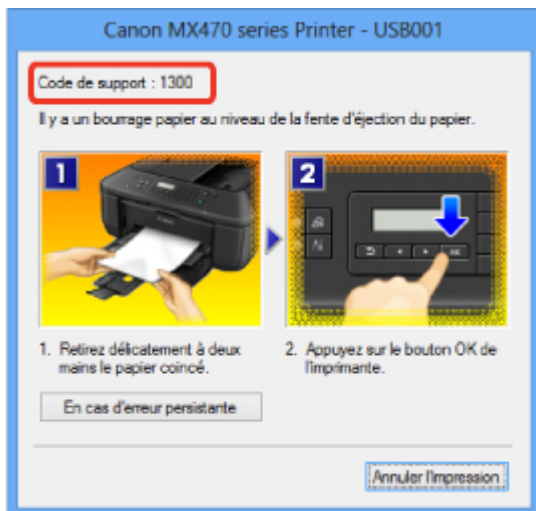 Canon MX470 series Printer - USB001
Code de support : 1300
Il y a un bourrage papier au niveau de la fente d'éjection du papier.
1
2
OK
1. Retirez délicatement à deux
mains le papier coincé.
2. Appuyez sur le bouton OK de
l'imprimante.
En cas d'erreur persistante
Annuler l'impression